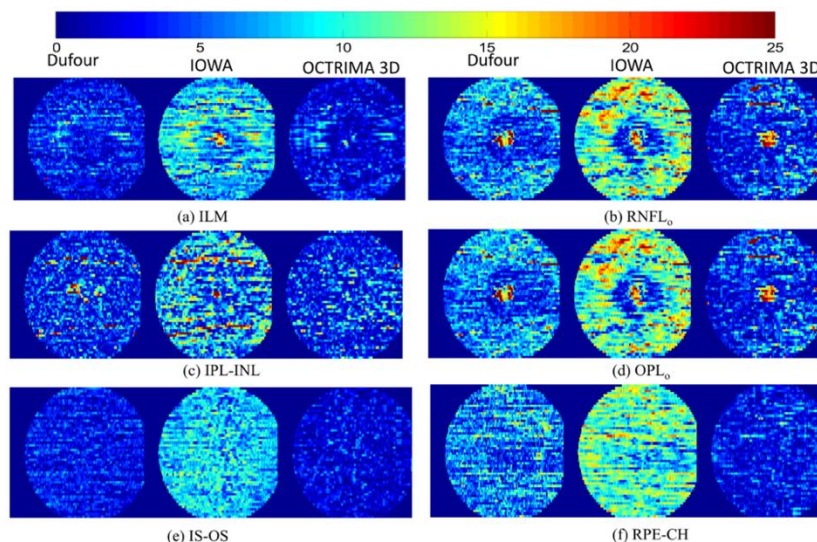 0 5 10 15 20 25
Dufour IOWA OCTRIMA 3D Dufour IOWA OCTRIMA 3D
(a) ILM (b) RNFLₒ
(c) IPL-INL (d) OPLₒ
(e) IS-OS (f) RPE-CH